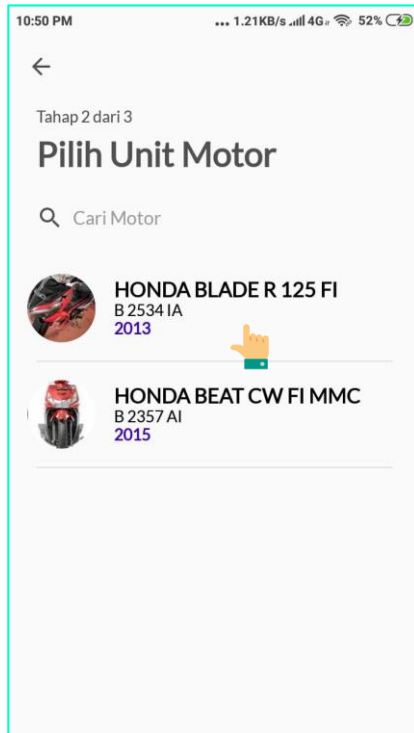 10:50 PM ... 1.21KB/s 4G 52%
Tahap 2 dari 3
Pilih Unit Motor
Cari Motor
HONDA BLADE R 125 FI
B 2534 IA
2013
HONDA BEAT CW FI MMC
B 2357 AI
2015